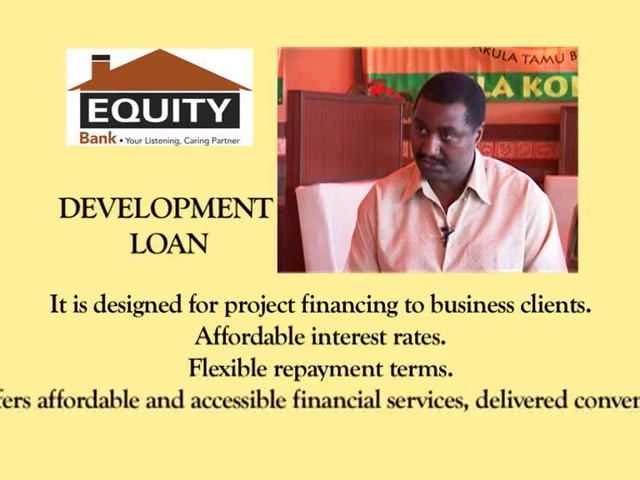 EQUITY
Bank • Your Listening, Caring Partner
AKULA TAMU B
LA KO
DEVELOPMENT
LOAN
It is designed for project financing to business clients.
Affordable interest rates.
Flexible repayment terms.
fers affordable and accessible financial services, delivered conver